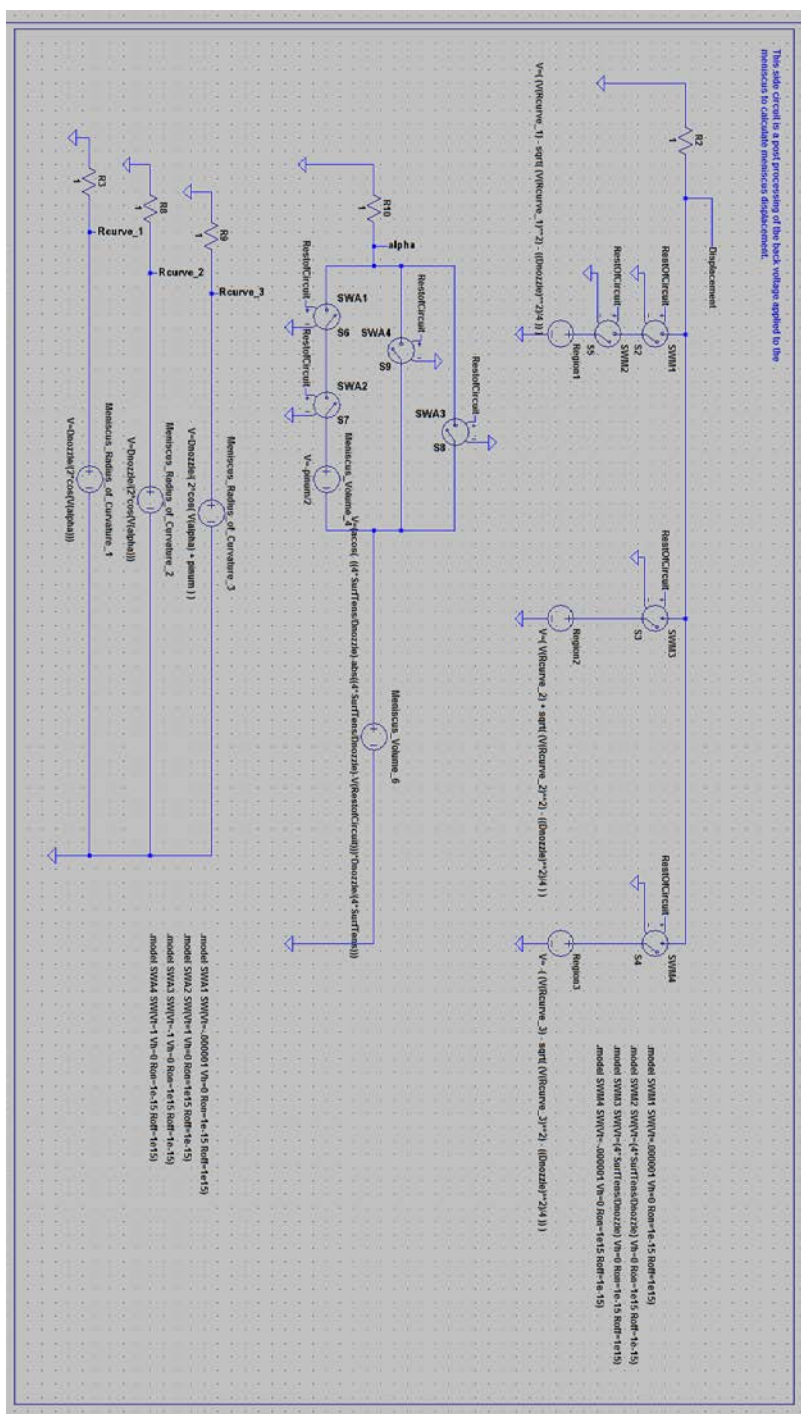 This side circuit is a post processing of the back voltage applied to the
meniscus to calculate meniscus displacement.
R2
1
Displacement
RestOfCircuit
SWM1
S2
RestOfCircuit
SWM2
S5
Region1
V=( (V(Rcurve_1) - sqrt( (V(Rcurve_1)**2) - ((Dnozzle)**2)/4 )) )
RestOfCircuit
SWM3
S3
Region2
V=( V(Rcurve_2) + sqrt( (V(Rcurve_2)**2) - ((Dnozzle)**2)/4 ) )
RestOfCircuit
SWM4
S4
Region3
V= -( (V(Rcurve_3) - sqrt( (V(Rcurve_3)**2) - ((Dnozzle)**2)/4 )) )
.model SWM1 SW(Vt=-.000001 Vh=0 Ron=1e-15 Roff=1e15)
.model SWM2 SW(Vt={4*SurfTens/Dnozzle} Vh=0 Ron=1e15 Roff=1e-15)
.model SWM3 SW(Vt={4*SurfTens/Dnozzle} Vh=0 Ron=1e-15 Roff=1e15)
.model SWM4 SW(Vt=-.000001 Vh=0 Ron=1e15 Roff=1e-15)
R10
1
alpha
RestofCircuit
SWA3
S8
RestofCircuit
SWA4
S9
RestofCircuit
SWA1
S6
RestofCircuit
SWA2
S7
Meniscus_Volume_4
V=-pinum/2
Meniscus_Volume_6
V=(acos( ((4*SurfTens/Dnozzle)-abs((4*SurfTens/Dnozzle)-V(RestofCircuit)))*Dnozzle/(4*SurfTens)))
R9
1
Rcurve_3
Meniscus_Radius_of_Curvature_3
V=Dnozzle/( 2*cos( V(alpha) + pinum ) )
R8
1
Rcurve_2
Meniscus_Radius_of_Curvature_2
V=Dnozzle/(2*cos(V(alpha)))
R3
1
Rcurve_1
Meniscus_Radius_of_Curvature_1
V=Dnozzle/(2*cos(V(alpha)))
.model SWA1 SW(Vt=-.000001 Vh=0 Ron=1e-15 Roff=1e15)
.model SWA2 SW(Vt=1 Vh=0 Ron=1e15 Roff=1e-15)
.model SWA3 SW(Vt=-1 Vh=0 Ron=1e15 Roff=1e-15)
.model SWA4 SW(Vt=1 Vh=0 Ron=1e-15 Roff=1e15)